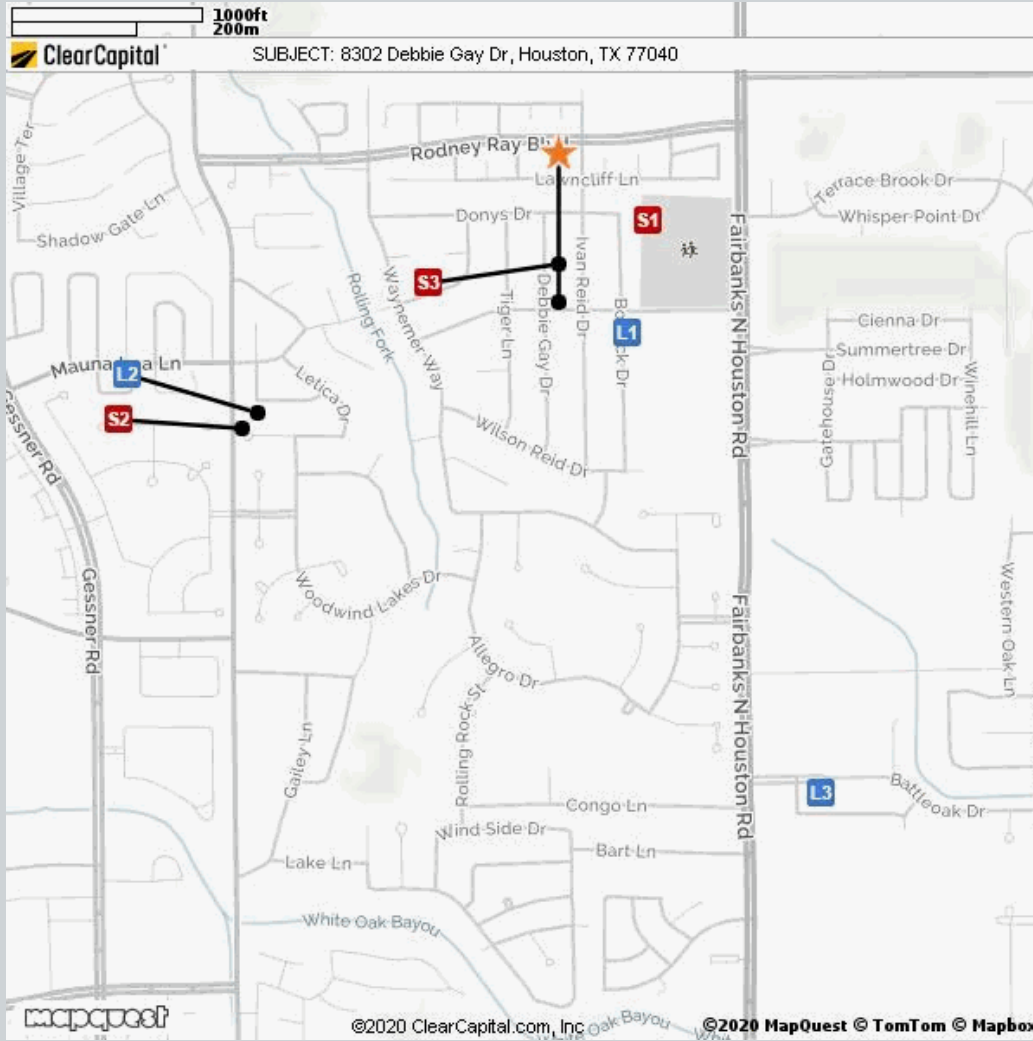 1000ft
200m
ClearCapital
SUBJECT: 8302 Debbie Gay Dr, Houston, TX 77040
Village Ter
Shadow Gate Ln
Rodney Ray
Lawncliff Ln
Donys Dr
S1
S3
Terrace Brook Dr
Whisper Point Dr
Fairbanks N Houston Rd
Rolling Fork
Waynemer Way
Tiger Ln
Debbie Gay Dr
Ivan Reid Dr
L1
Cienna Dr
Summertree Dr
Holmwood Dr
Gatehouse Dr
Winehill Ln
Ln
L2
S2
Letica Dr
Gessner Rd
Wilson Reid Dr
Gessner Rd
Woodwind Lakes Dr
Allegro Dr
Rolling Rock St
Fairbanks N Houston Rd
Western Oak Ln
Gailey Ln
L3
Battleoak Dr
Congo Ln
Wind Side Dr
Bart Ln
Lake Ln
White Oak Bayou
Oak Bayou
mapquest
©2020 ClearCapital.com, Inc
©2020 MapQuest © TomTom © Mapbox